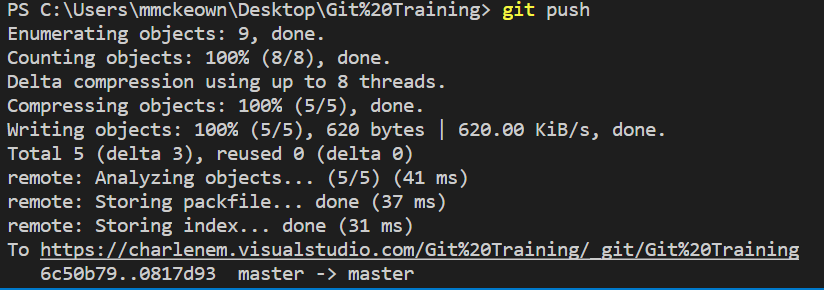 PS C:\Users\mmckeown\Desktop\Git%20Training> git push
Enumerating objects: 9, done.
Counting objects: 100% (8/8), done.
Delta compression using up to 8 threads.
Compressing objects: 100% (5/5), done.
Writing objects: 100% (5/5), 620 bytes | 620.00 KiB/s, done.
Total 5 (delta 3), reused 0 (delta 0)
remote: Analyzing objects... (5/5) (41 ms)
remote: Storing packfile... done (37 ms)
remote: Storing index... done (31 ms)
To https://charlenem.visualstudio.com/Git%20Training/_git/Git%20Training
   6c50b79..0817d93  master -> master